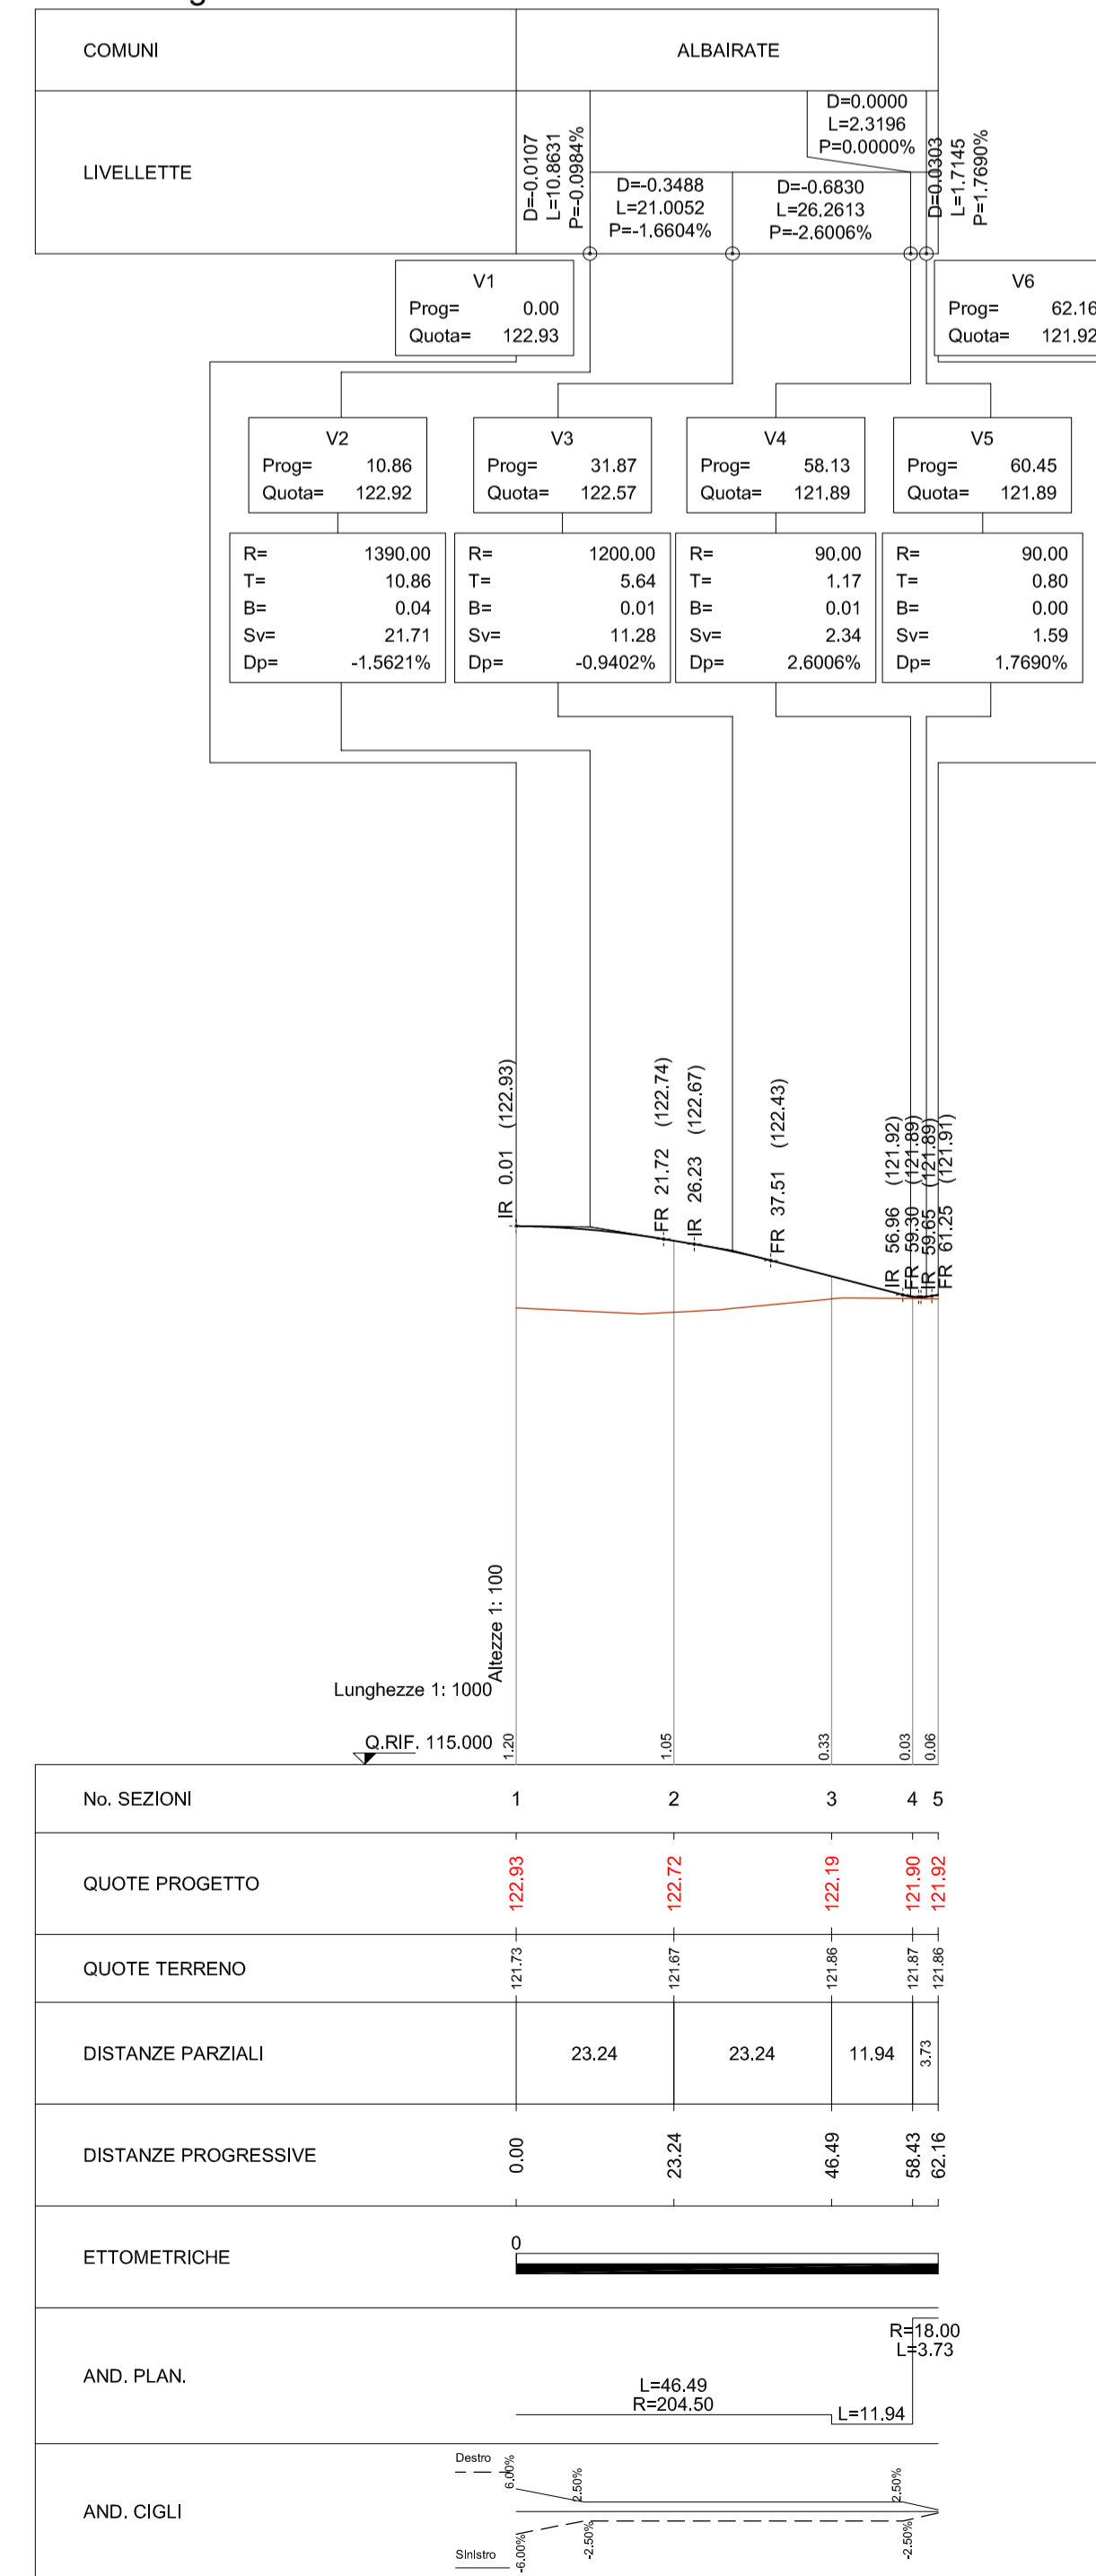 COMUNI
ALBAIRATE
LIVELLETTE
D=-0.0107
L=10.8631
P=-0.0984%
D=-0.3488
L=21.0052
P=-1.6604%
D=-0.6830
L=26.2613
P=-2.6006%
D=0.0000
L=2.3196
P=0.0000%
D=0.0303
L=1.7145
P=1.7690%
V1
Prog= 0.00
Quota= 122.93
V6
Prog= 62.16
Quota= 121.92
V2
Prog= 10.86
Quota= 122.92
V3
Prog= 31.87
Quota= 122.57
V4
Prog= 58.13
Quota= 121.89
V5
Prog= 60.45
Quota= 121.89
R= 1390.00
T= 10.86
B= 0.04
Sv= 21.71
Dp= -1.5621%
R= 1200.00
T= 5.64
B= 0.01
Sv= 11.28
Dp= -0.9402%
R= 90.00
T= 1.17
B= 0.01
Sv= 2.34
Dp= 2.6006%
R= 90.00
T= 0.80
B= 0.00
Sv= 1.59
Dp= 1.7690%
IR 0.01 (122.93)
FR 21.72 (122.74)
IR 26.23 (122.67)
FR 37.51 (122.43)
IR 56.96 (121.92)
FR 59.30 (121.89)
IR 59.65 (121.89)
FR 61.25 (121.91)
Altezze 1: 100
Lunghezze 1: 1000
Q.RIF. 115.000
1.20 1.05 0.33 0.03 0.06
No. SEZIONI 1 2 3 4 5
QUOTE PROGETTO 122.93 122.72 122.19 121.90 121.92
QUOTE TERRENO 121.73 121.67 121.86 121.87 121.86
DISTANZE PARZIALI 23.24 23.24 11.94 3.73
DISTANZE PROGRESSIVE 0.00 23.24 46.49 58.43 62.16
ETTOMETRICHE 0
AND. PLAN.
L=46.49
R=204.50
L=11.94
R=18.00
L=3.73
AND. CIGLI
Destro
6.00% 2.50% 2.50%
Sinistro
-6.00% -2.50% -2.50%